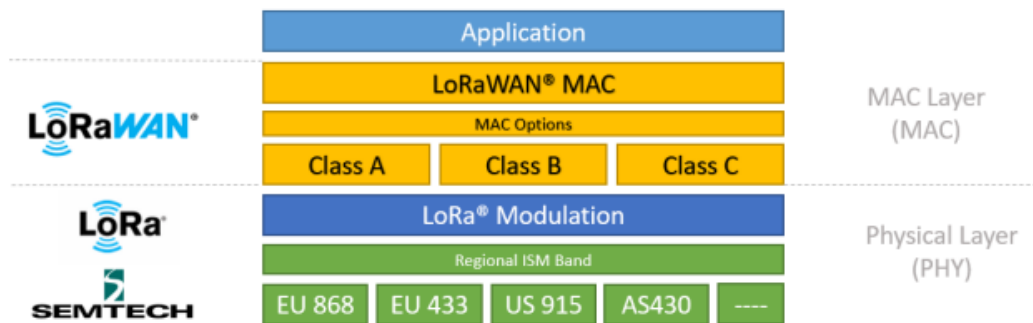 Application
LoRaWAN® MAC
MAC Options
Class A Class B Class C
LoRaWAN®
MAC Layer
(MAC)
LoRa® Modulation
Regional ISM Band
EU 868 EU 433 US 915 AS430 ----
LoRa®
SEMTECH
Physical Layer
(PHY)